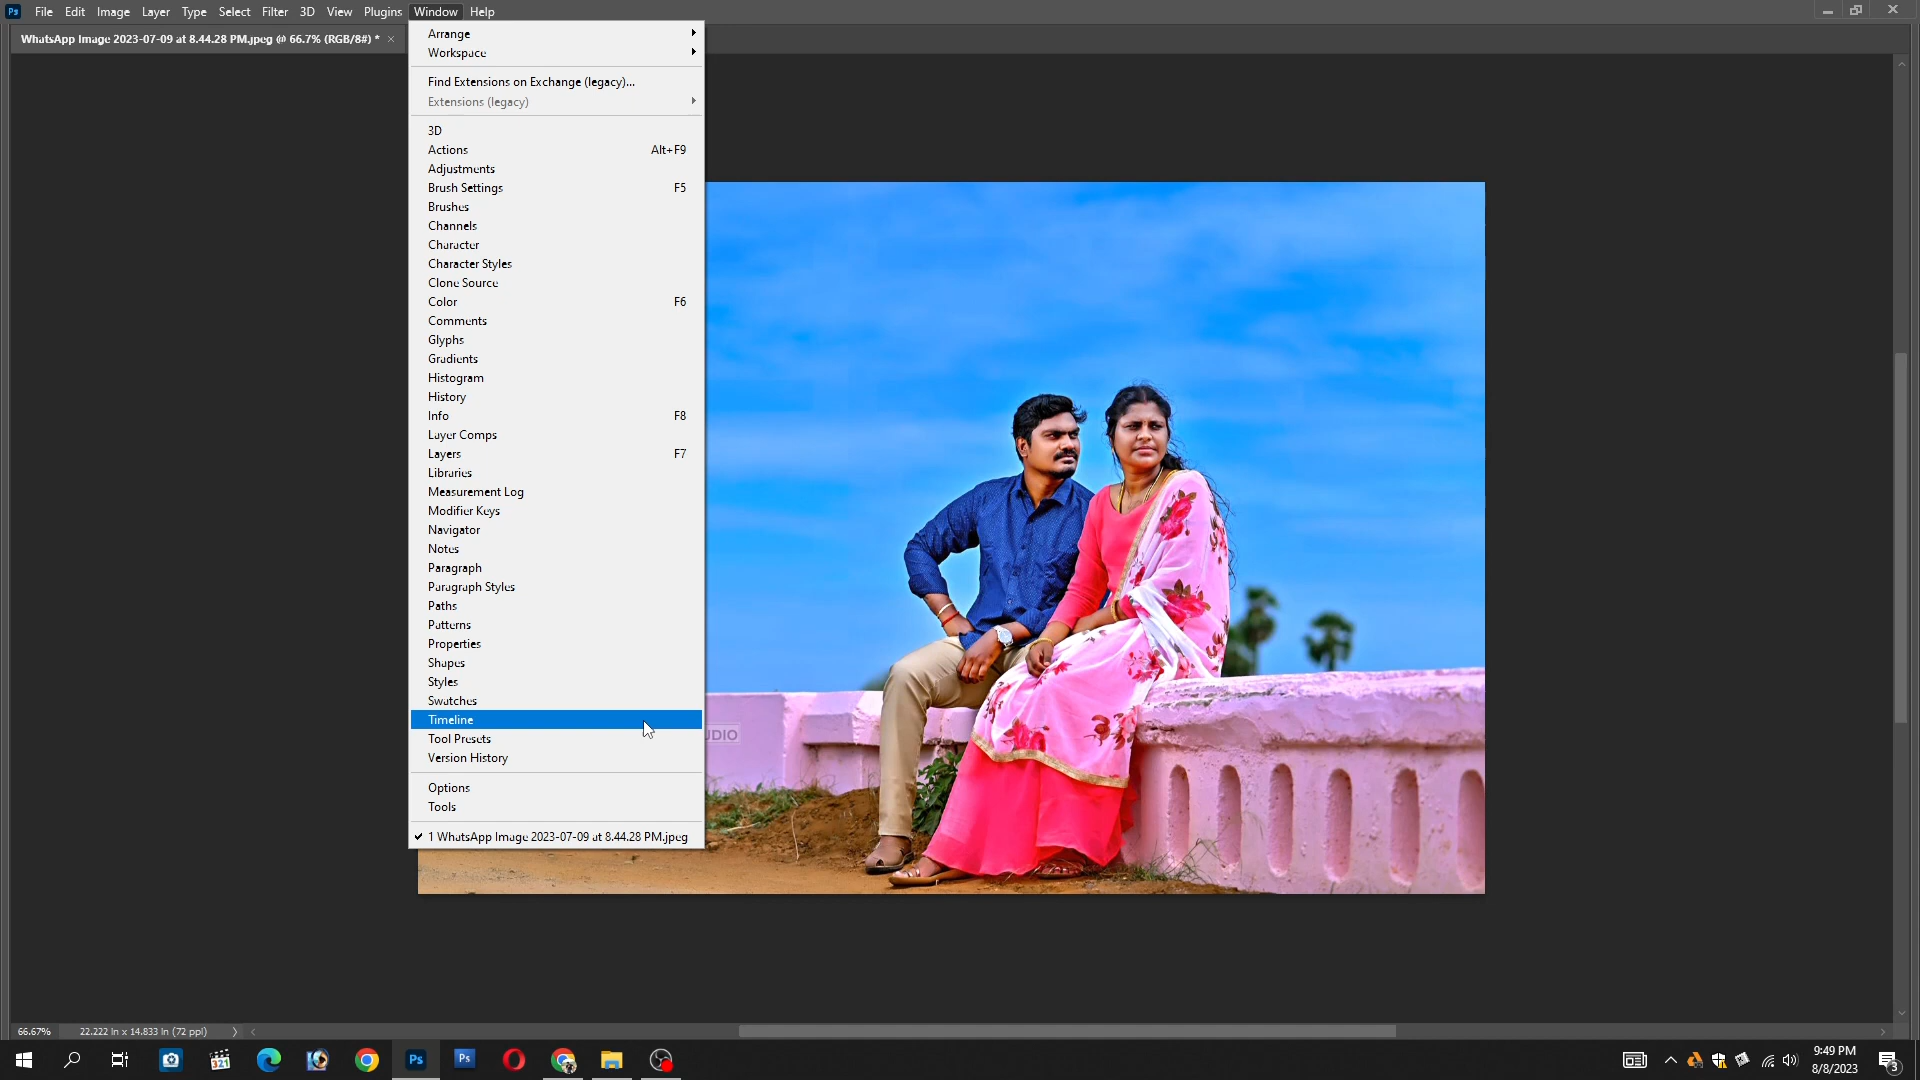 File Edit Image Layer Type Select Filter 3D View Plugins Window Help
WhatsApp Image 2023-07-09 at 8.44.28 PM.jpeg @ 66.7% (RGB/8#) * ×
Arrange
Workspace
Find Extensions on Exchange (legacy)...
Extensions (legacy)
3D
Actions Alt+F9
Adjustments
Brush Settings F5
Brushes
Channels
Character
Character Styles
Clone Source
Color F6
Comments
Glyphs
Gradients
Histogram
History
Info F8
Layer Comps
Layers F7
Libraries
Measurement Log
Modifier Keys
Navigator
Notes
Paragraph
Paragraph Styles
Paths
Patterns
Properties
Shapes
Styles
Swatches
Timeline
Tool Presets
Version History
Options
Tools
1 WhatsApp Image 2023-07-09 at 8.44.28 PM.jpeg
66.67% 22.222 in x 14.833 in (72 ppi)
9:49 PM
8/8/2023
Ps
Ps
Ps
321
3